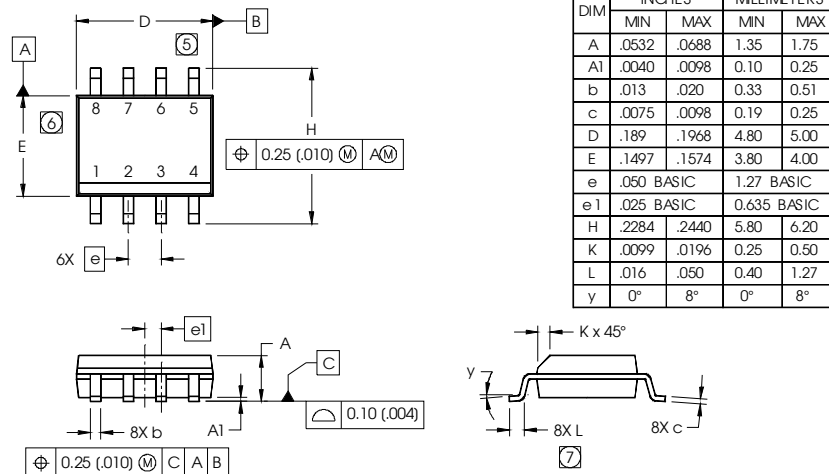 D
B
5
A
8 7 6 5
6
E
H
⌖ 0.25 (.010) Ⓜ AⓂ
1 2 3 4
6X e
DIM INCHES MILLIMETERS
MIN MAX MIN MAX
A .0532 .0688 1.35 1.75
A1 .0040 .0098 0.10 0.25
b .013 .020 0.33 0.51
c .0075 .0098 0.19 0.25
D .189 .1968 4.80 5.00
E .1497 .1574 3.80 4.00
e .050 BASIC 1.27 BASIC
e1 .025 BASIC 0.635 BASIC
H .2284 .2440 5.80 6.20
K .0099 .0196 0.25 0.50
L .016 .050 0.40 1.27
y 0° 8° 0° 8°
e1
A
C
⌓ 0.10 (.004)
8X b
A1
⌖ 0.25 (.010) Ⓜ C A B
K x 45°
y
8X L
8X c
7